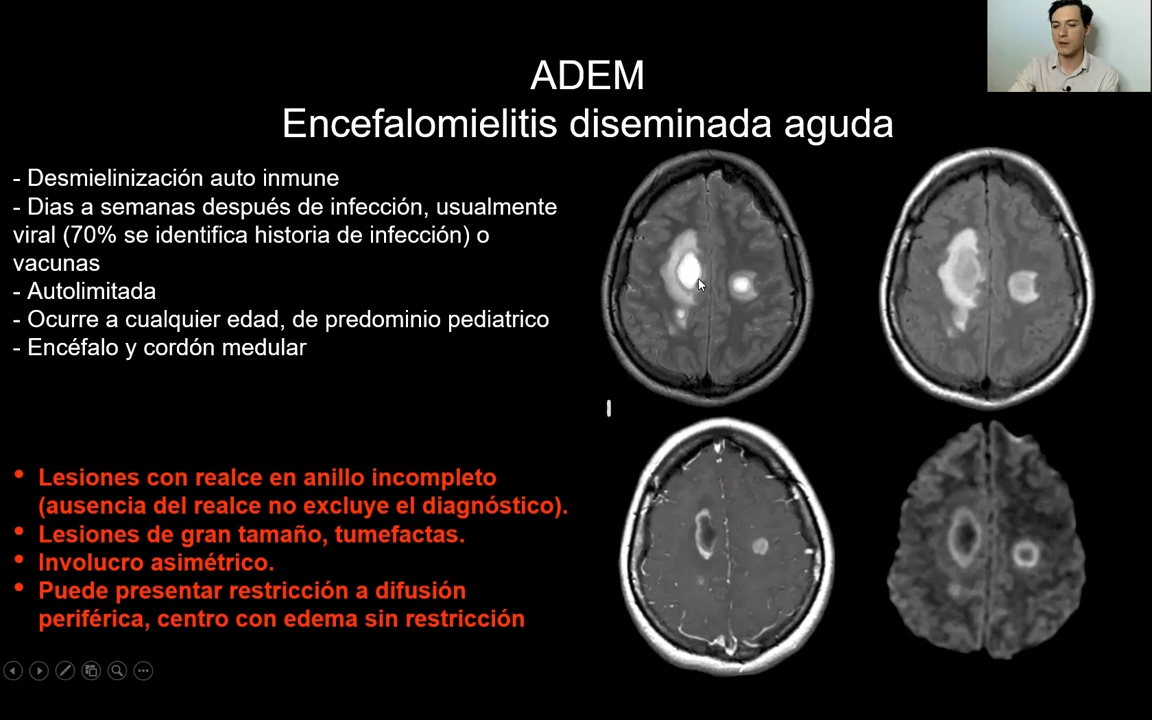 ADEM
Encefalomielitis diseminada aguda
- Desmielinización auto inmune
- Dias a semanas después de infección, usualmente
viral (70% se identifica historia de infección) o
vacunas
- Autolimitada
- Ocurre a cualquier edad, de predominio pediatrico
- Encéfalo y cordón medular
• Lesiones con realce en anillo incompleto
(ausencia del realce no excluye el diagnóstico).
• Lesiones de gran tamaño, tumefactas.
• Involucro asimétrico.
• Puede presentar restricción a difusión
periférica, centro con edema sin restricción